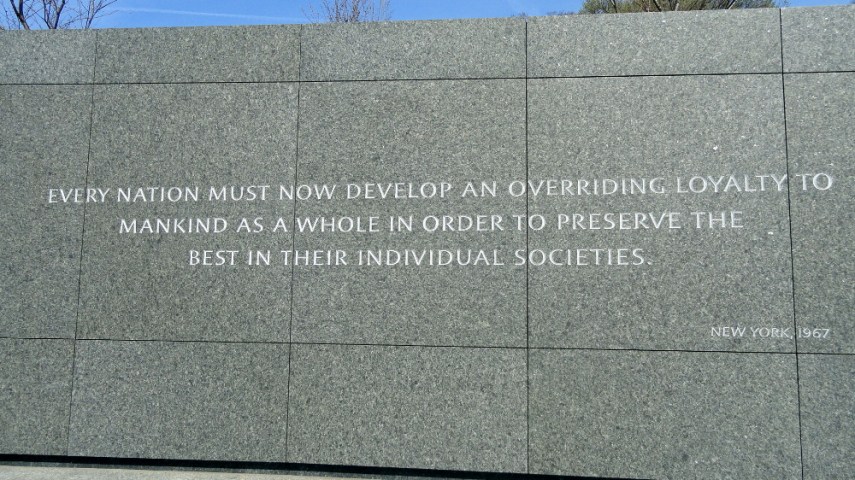 EVERY NATION MUST NOW DEVELOP AN OVERRIDING LOYALTY TO
MANKIND AS A WHOLE IN ORDER TO PRESERVE THE
BEST IN THEIR INDIVIDUAL SOCIETIES.
NEW YORK, 1967